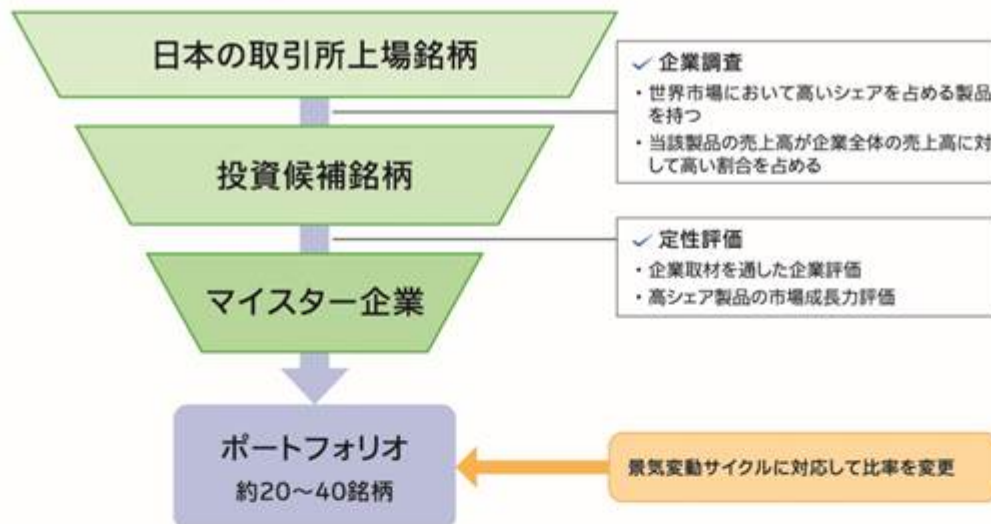 日本の取引所上場銘柄
✓ 企業調査
・世界市場において高いシェアを占める製品
を持つ
・当該製品の売上高が企業全体の売上高に対
して高い割合を占める
投資候補銘柄
✓ 定性評価
・企業取材を通した企業評価
・高シェア製品の市場成長力評価
マイスター企業
ポートフォリオ
約20～40銘柄
景気変動サイクルに対応して比率を変更